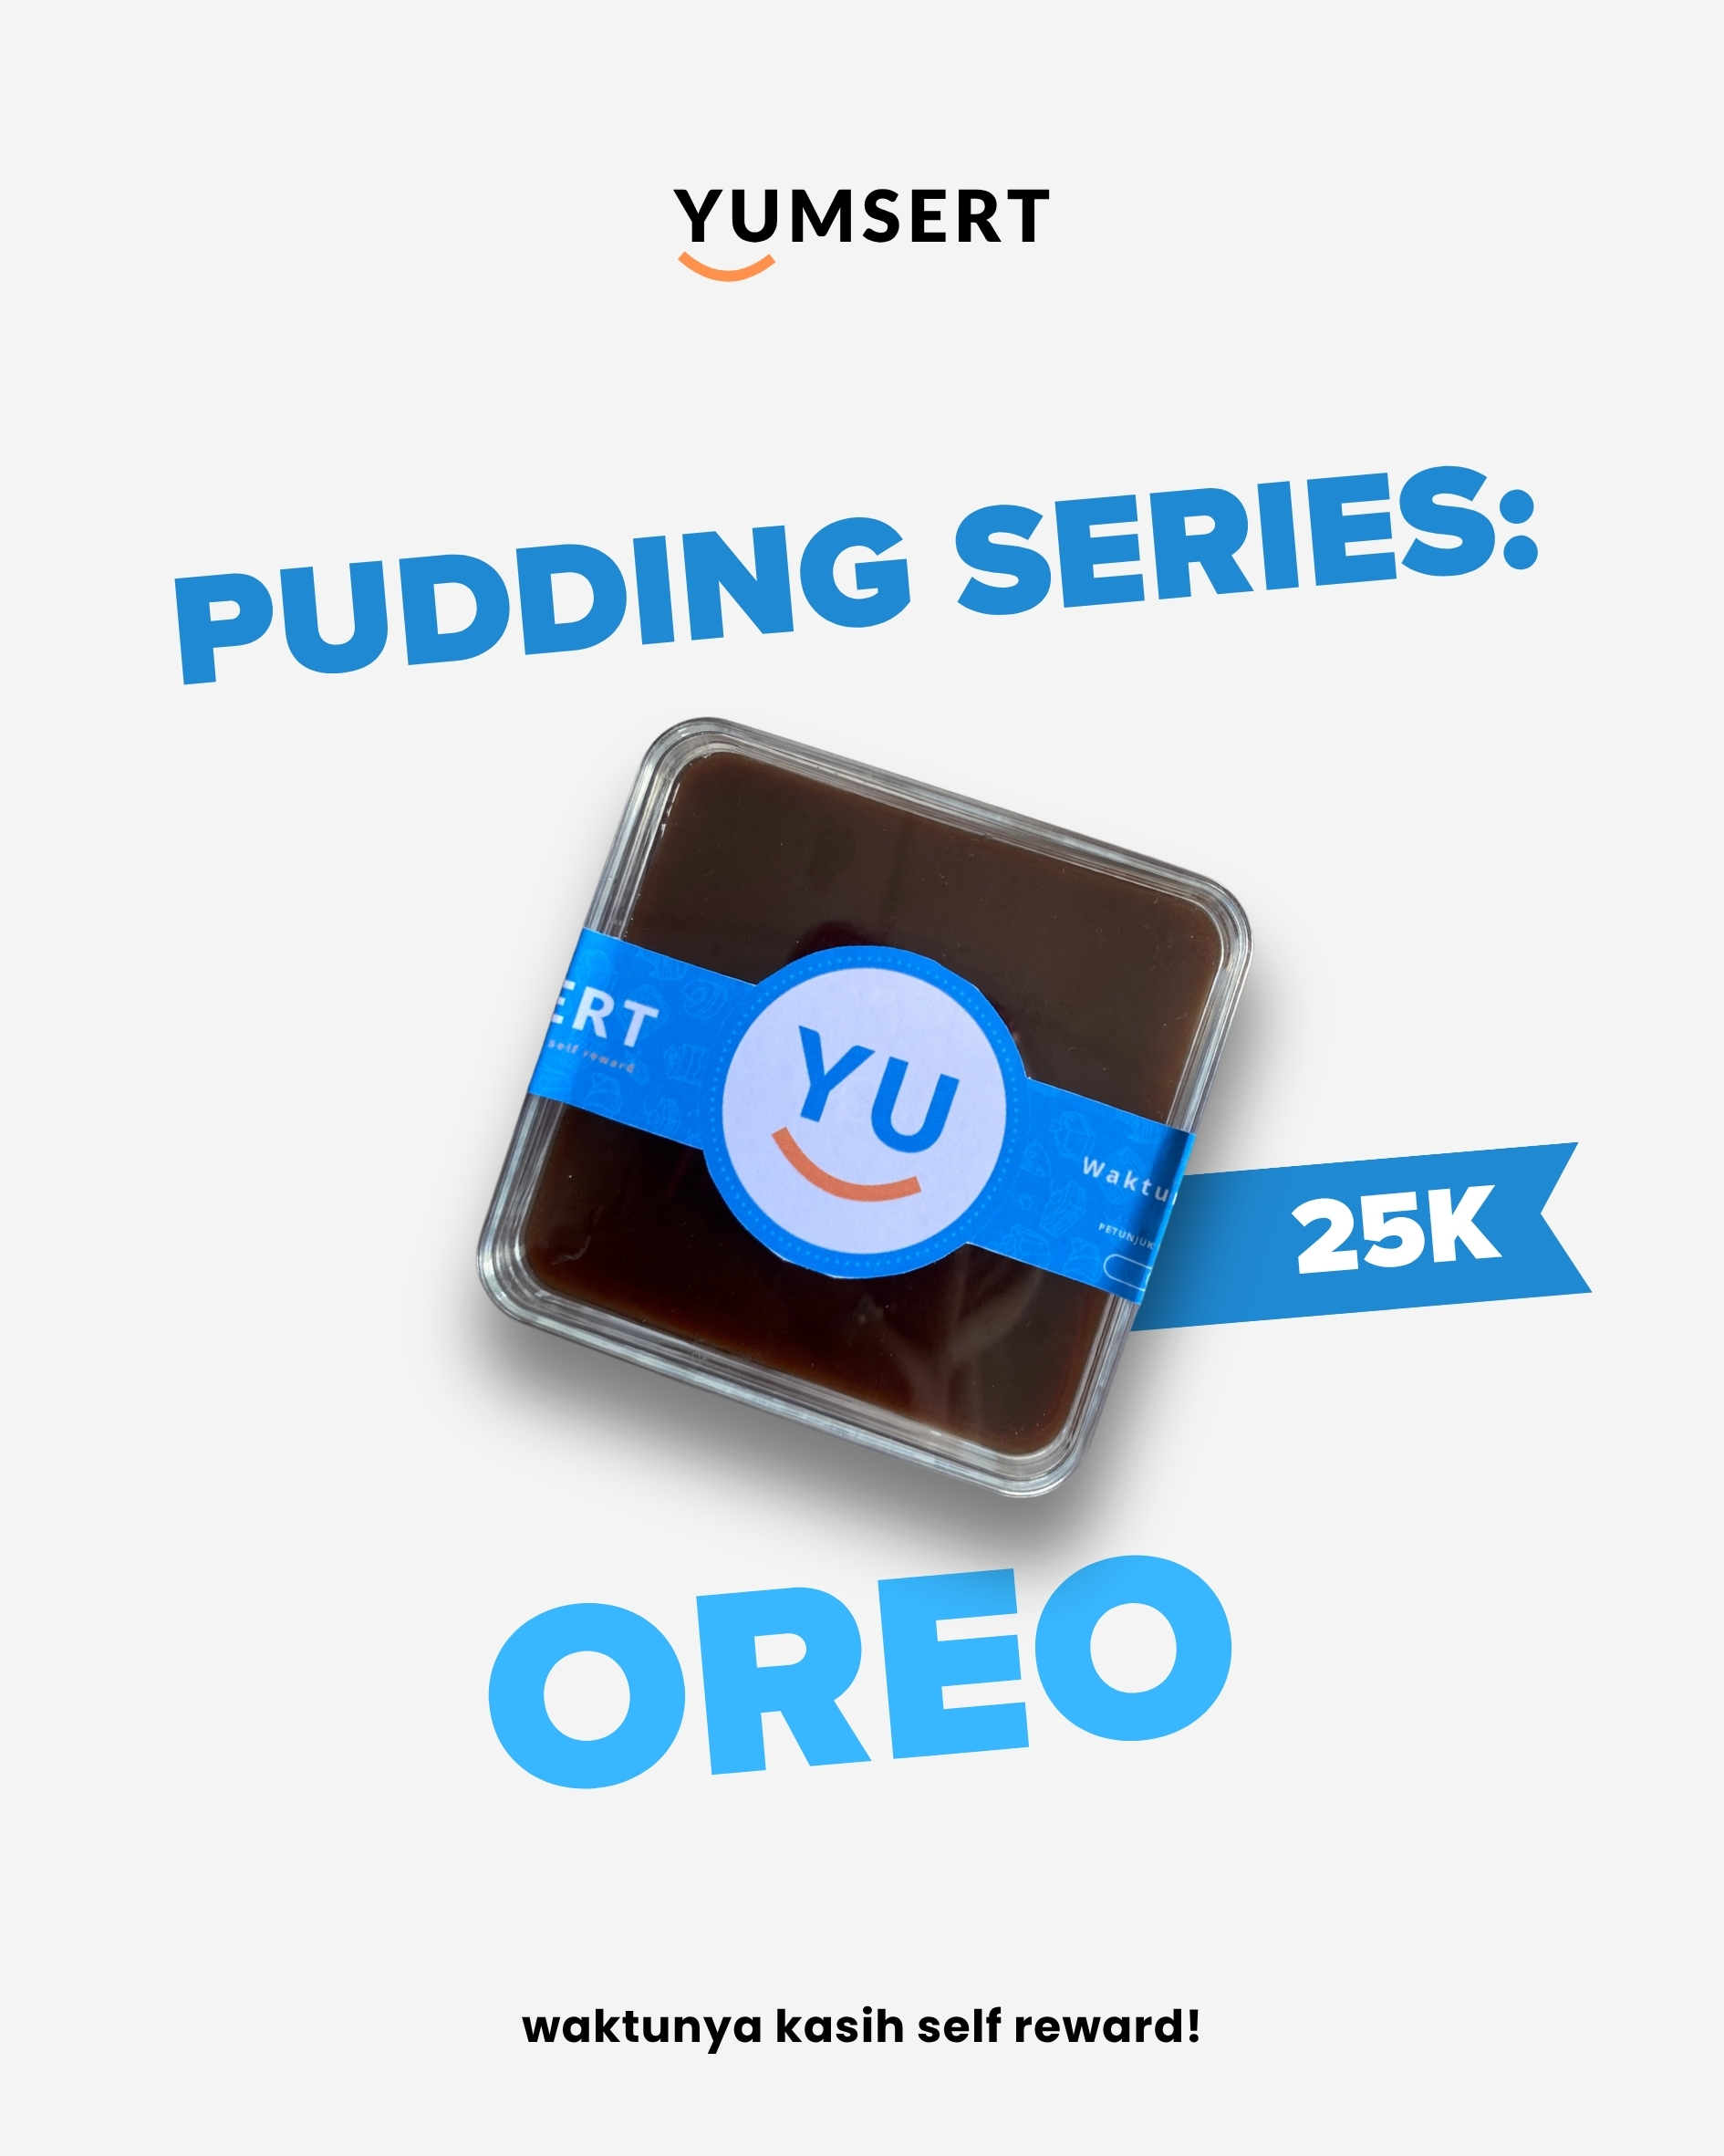 YUMSERT
PUDDING SERIES:
ERT
self reward
YU
Waktu
PETUNJUK
25K
OREO
waktunya kasih self reward!